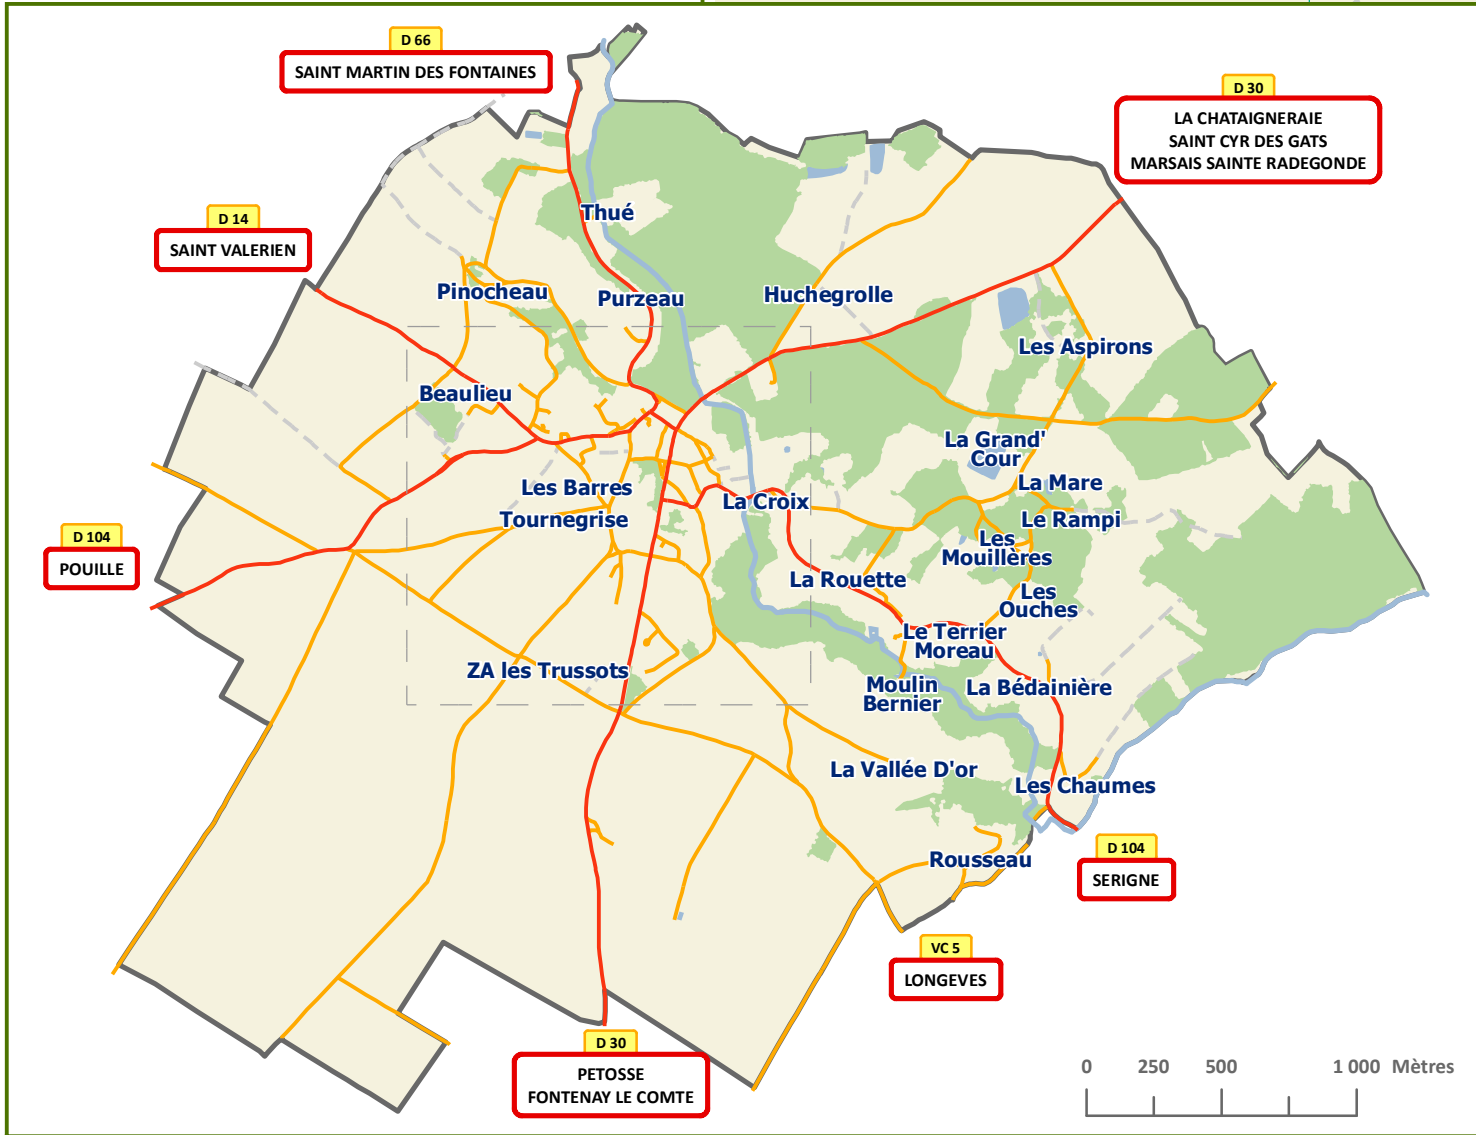 D 66
SAINT MARTIN DES FONTAINES
D 30
LA CHATAIGNERAIE
SAINT CYR DES GATS
MARSAIS SAINTE RADEGONDE
D 14
SAINT VALERIEN
Thué
Pinocheau
Purzeau
Huchegrolle
Les Aspirons
Beaulieu
La Grand'
Cour
Les Barres
La Croix
La Mare
Tournegrise
Le Rampi
D 104
POUILLE
Les
Mouillères
La Rouette
Les
Ouches
Le Terrier
Moreau
ZA les Trussots
Moulin
Bernier
La Bédainière
La Vallée D'or
Les Chaumes
Rousseau
D 104
SERIGNE
VC 5
LONGEVES
D 30
PETOSSE
FONTENAY LE COMTE
0 250 500 1 000 Mètres